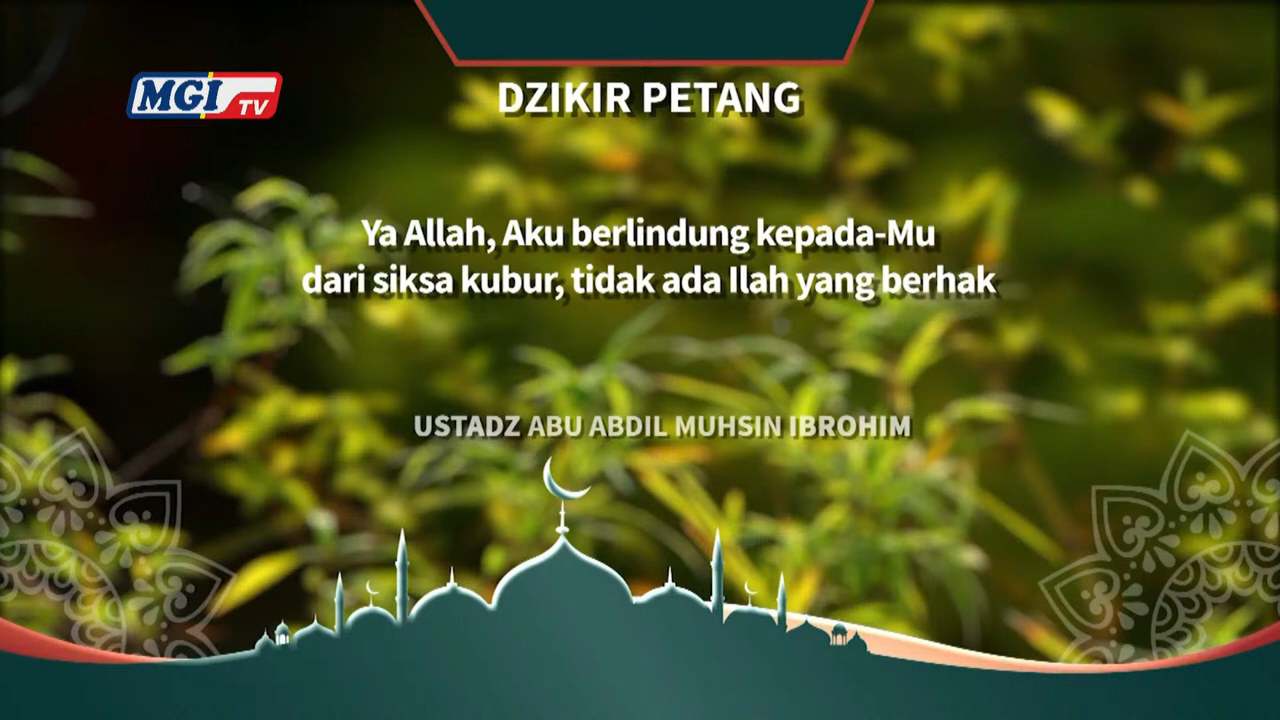 MGI TV
DZIKIR PETANG
Ya Allah, Aku berlindung kepada-Mu
dari siksa kubur, tidak ada Ilah yang berhak
USTADZ ABU ABDIL MUHSIN IBROHIM